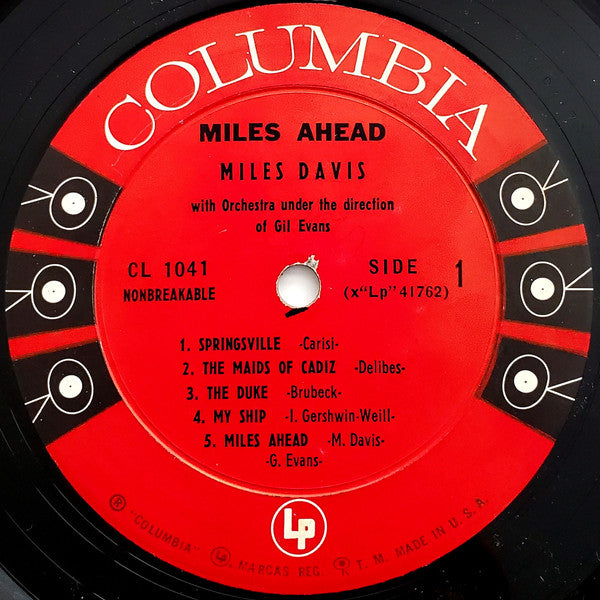 COLUMBIA
MILES AHEAD
MILES DAVIS
with Orchestra under the direction
of Gil Evans
CL 1041
NONBREAKABLE
SIDE 1
(x"Lp" 41762)
1. SPRINGSVILLE -Carisi-
2. THE MAIDS OF CADIZ -Delibes-
3. THE DUKE -Brubeck-
4. MY SHIP -I. Gershwin-Weill-
5. MILES AHEAD -M. Davis-
-G. Evans-
Lp
® "COLUMBIA" Lp MARCAS REG. T. M. MADE IN U.S.A.